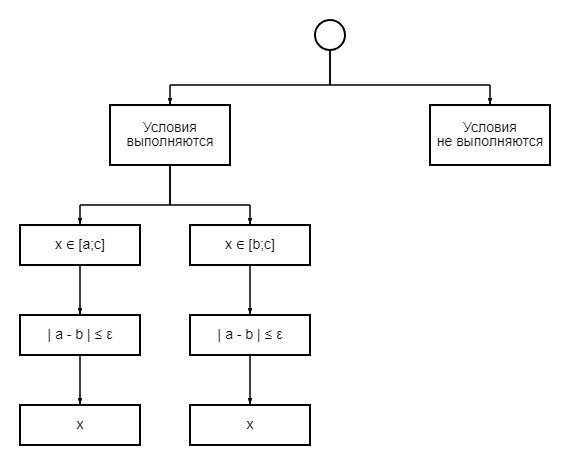 Условия
выполняются
Условия
не выполняются
x ∈ [a;c]
x ∈ [b;c]
| a - b | ≤ ε
| a - b | ≤ ε
x
x